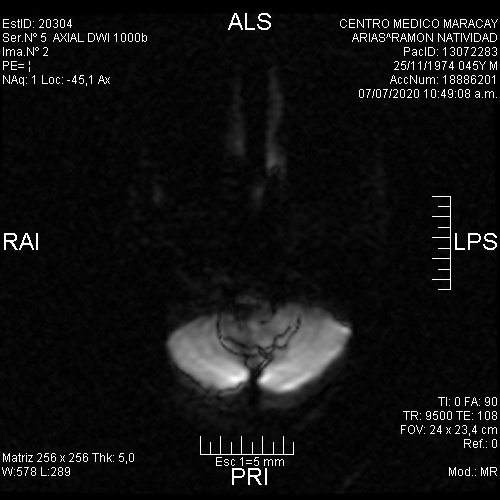 EstID: 20304
Ser.Nº 5 AXIAL DWI 1000b
Ima.Nº 2
PE= ¦
NAq: 1 Loc: -45,1 Ax
ALS
CENTRO MEDICO MARACAY
ARIAS^RAMON NATIVIDAD
PacID: 13072283
25/11/1974 045Y M
AccNum: 18886201
07/07/2020 10:49:08 a.m.
RAI
LPS
TI: 0 FA: 90
TR: 9500 TE: 108
FOV: 24 x 23,4 cm
Ref.: 0
Mod.: MR
Matriz 256 x 256 Thk: 5,0
W:578 L:289
Esc 1=5 mm
PRI